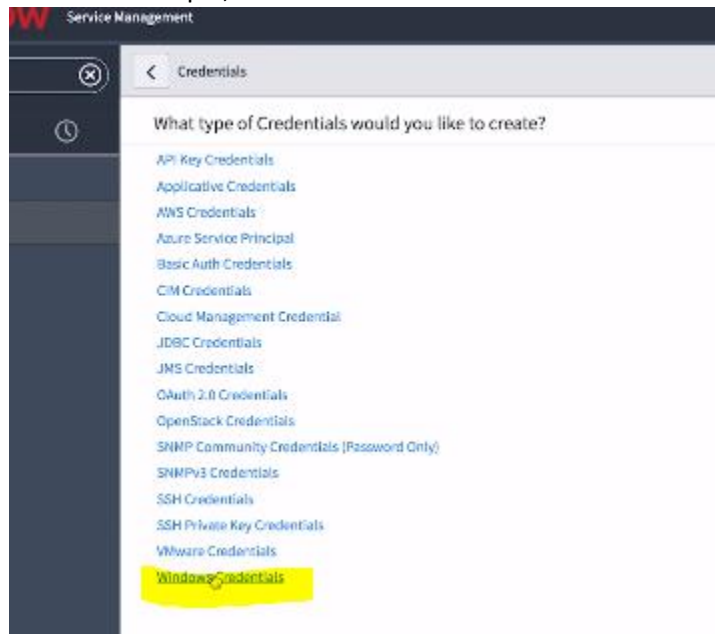 OW Service Management
Credentials
What type of Credentials would you like to create?
API Key Credentials
Applicative Credentials
AWS Credentials
Azure Service Principal
Basic Auth Credentials
CIM Credentials
Cloud Management Credential
JDBC Credentials
JMS Credentials
OAuth 2.0 Credentials
OpenStack Credentials
SNMP Community Credentials (Password Only)
SNMPv3 Credentials
SSH Credentials
SSH Private Key Credentials
VMware Credentials
Windows Credentials